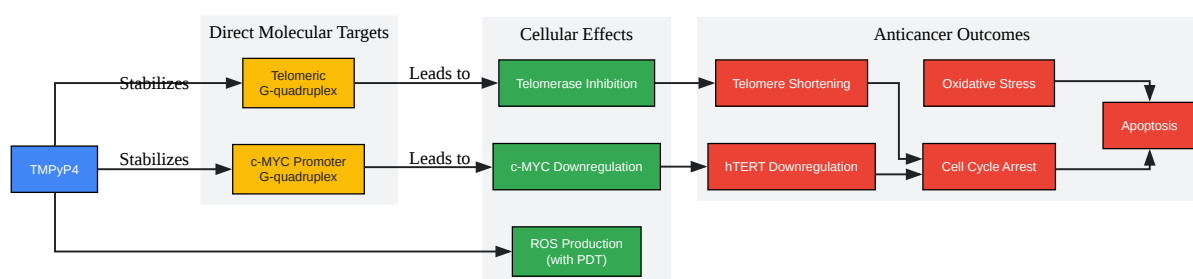 Direct Molecular Targets
Cellular Effects
Anticancer Outcomes
Stabilizes
Telomeric
G-quadruplex
Leads to
Telomerase Inhibition
Telomere Shortening
Oxidative Stress
Apoptosis
TMPyP4
Stabilizes
c-MYC Promoter
G-quadruplex
Leads to
c-MYC Downregulation
hTERT Downregulation
Cell Cycle Arrest
ROS Production
(with PDT)